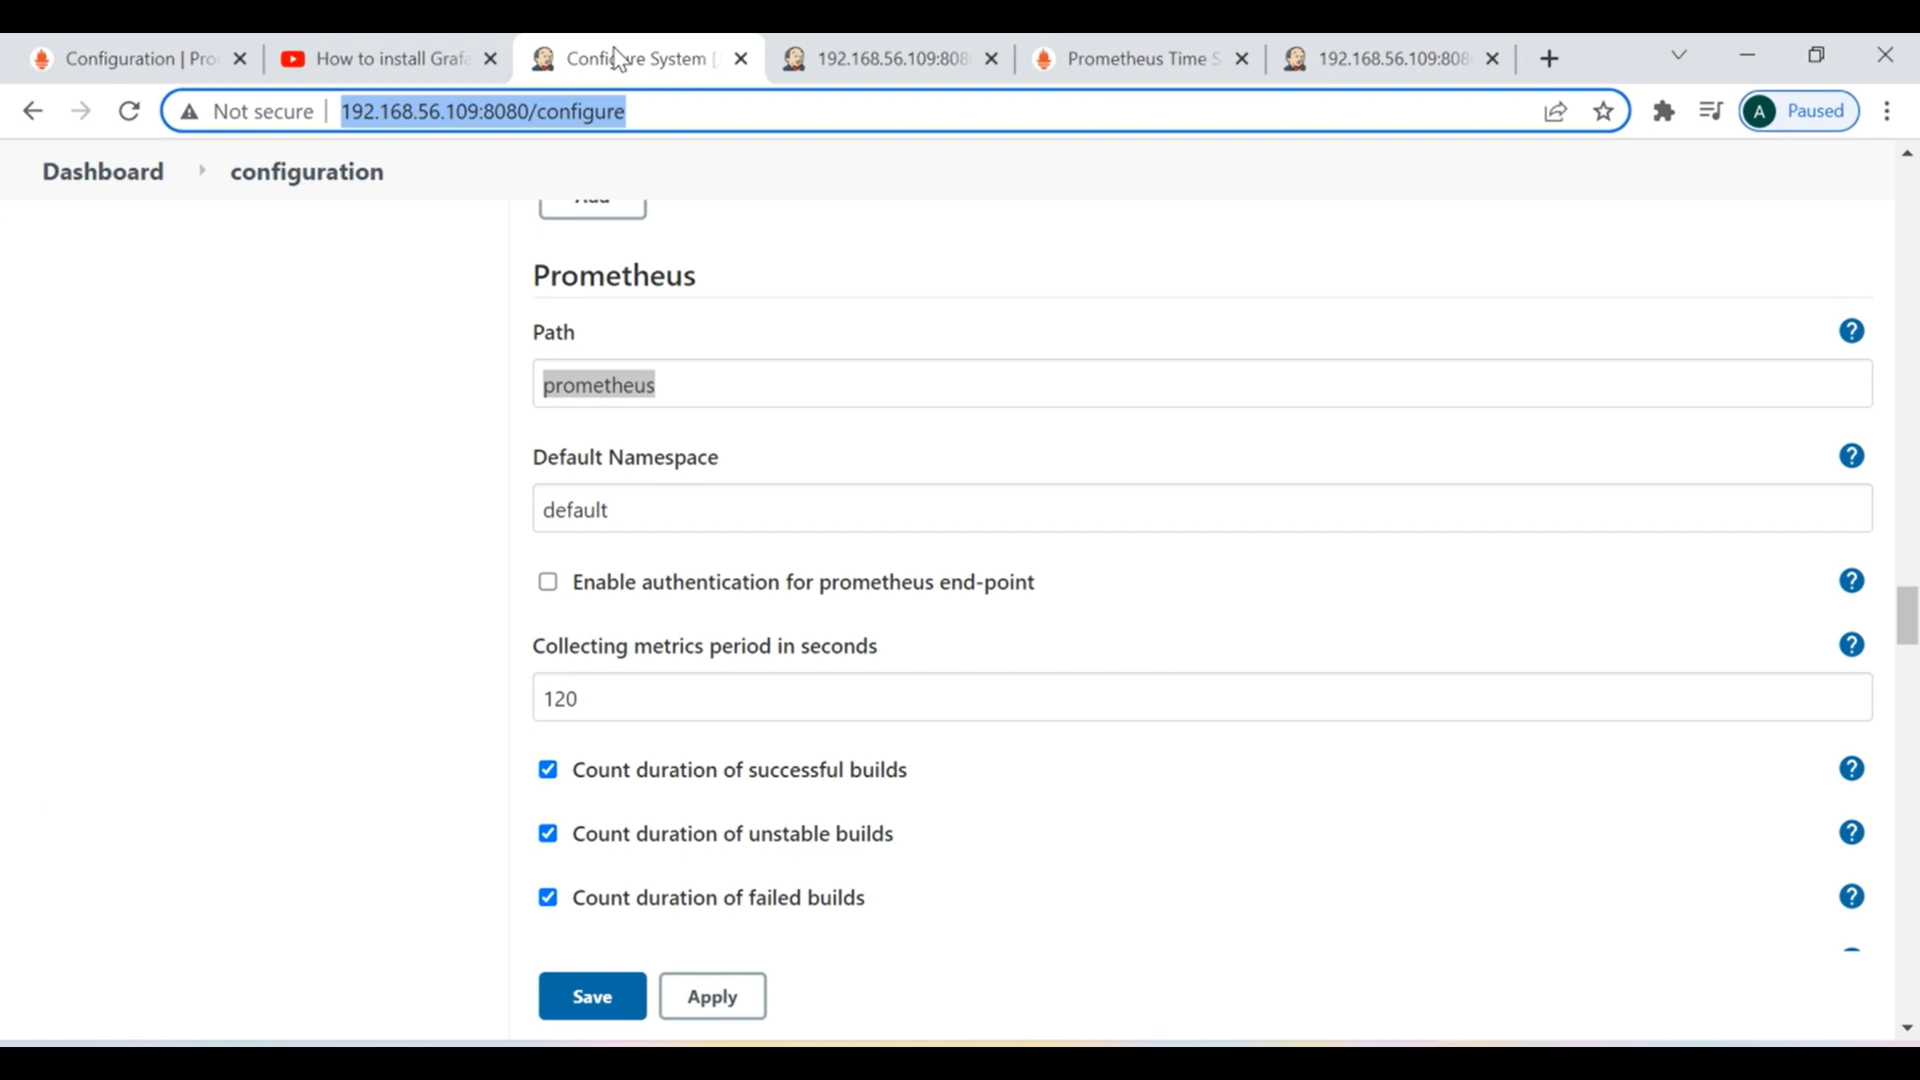 Configuration | Pro
How to install Grafa
Configure System [
192.168.56.109:808
Prometheus Time S
192.168.56.109:808
Not secure
192.168.56.109:8080/configure
A
Paused
Dashboard
configuration
Add
Prometheus
Path
prometheus
Default Namespace
default
Enable authentication for prometheus end-point
Collecting metrics period in seconds
120
Count duration of successful builds
Count duration of unstable builds
Count duration of failed builds
Save
Apply